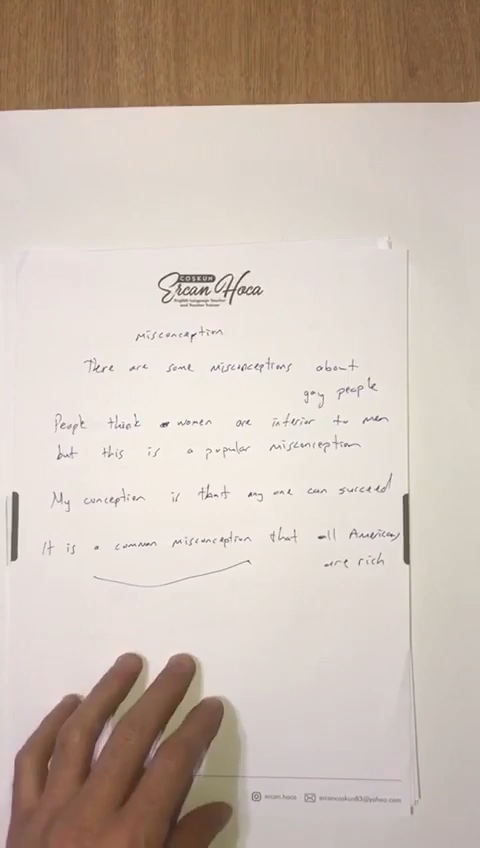 COSKUN
Ercan Hoca
English Language Teacher
and Teacher Trainer
misconception
There are some misconceptions about
gay people
People think women are inferior to men
but this is a popular misconception
My conception is that any one can succeed
It is a common misconception that all Americans
are rich
ercan.hoca ercancoskun83@yahoo.com